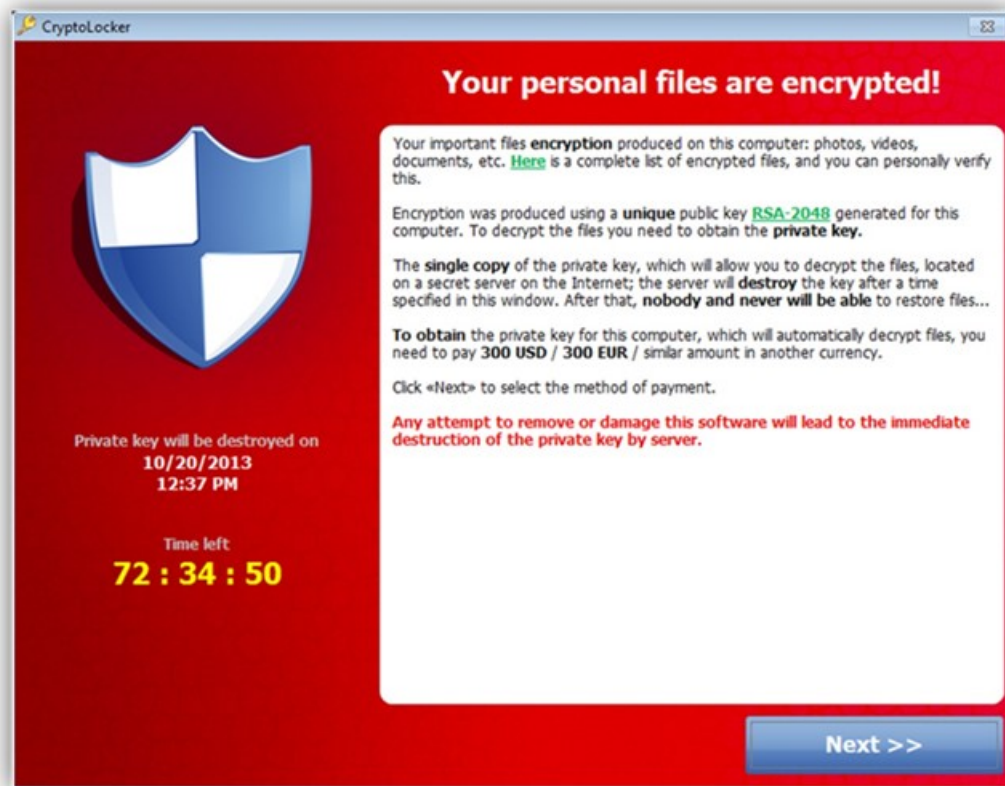 CryptoLocker
Your personal files are encrypted!
Your important files encryption produced on this computer: photos, videos,
documents, etc. Here is a complete list of encrypted files, and you can personally verify
this.
Encryption was produced using a unique public key RSA-2048 generated for this
computer. To decrypt the files you need to obtain the private key.
The single copy of the private key, which will allow you to decrypt the files, located
on a secret server on the Internet; the server will destroy the key after a time
specified in this window. After that, nobody and never will be able to restore files...
To obtain the private key for this computer, which will automatically decrypt files, you
need to pay 300 USD / 300 EUR / similar amount in another currency.
Click «Next» to select the method of payment.
Any attempt to remove or damage this software will lead to the immediate
destruction of the private key by server.
Private key will be destroyed on
10/20/2013
12:37 PM
Time left
72 : 34 : 50
Next >>